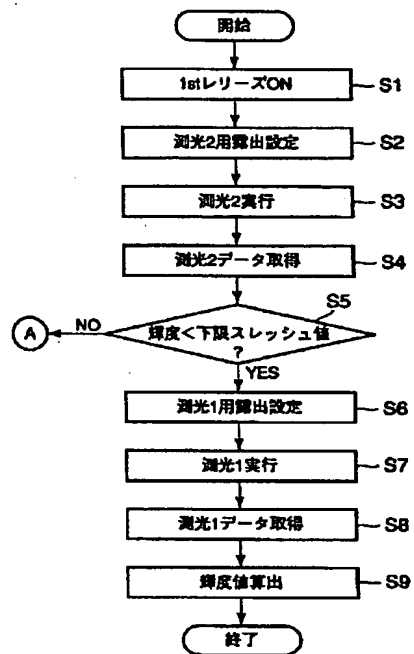 開始
1stレリーズON
S1
測光2用露出設定
S2
測光2実行
S3
測光2データ取得
S4
S5
輝度<下限スレッシュ値
?
NO
A
YES
測光1用露出設定
S6
測光1実行
S7
測光1データ取得
S8
輝度値算出
S9
終了